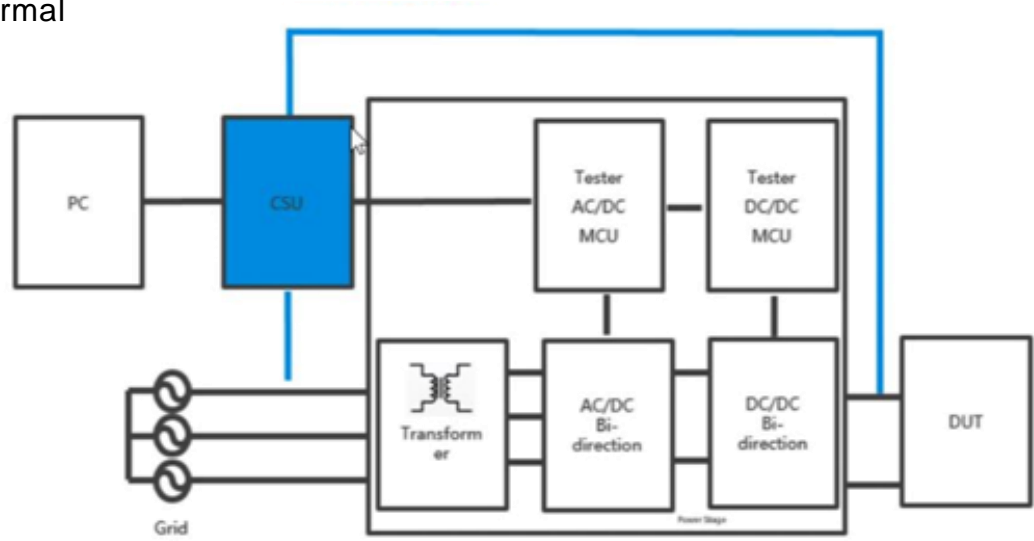 rmal
PC
CSU
Tester
AC/DC
MCU
Tester
DC/DC
MCU
Transform
er
AC/DC
Bi-
direction
DC/DC
Bi-
direction
DUT
Power Stage
Grid